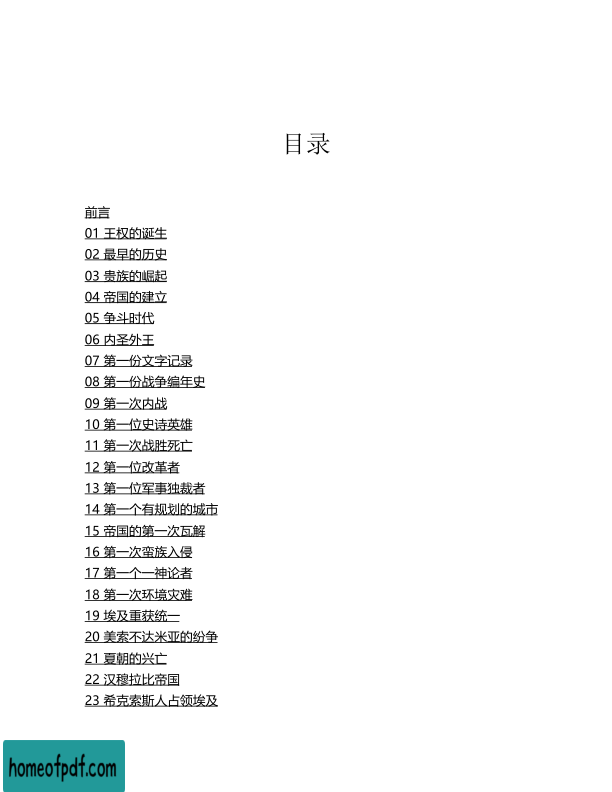 目录
前言
01 王权的诞生
02 最早的历史
03 贵族的崛起
04 帝国的建立
05 争斗时代
06 内圣外王
07 第一份文字记录
08 第一份战争编年史
09 第一次内战
10 第一位史诗英雄
11 第一次战胜死亡
12 第一位改革者
13 第一位军事独裁者
14 第一个有规划的城市
15 帝国的第一次瓦解
16 第一次蛮族入侵
17 第一个一神论者
18 第一次环境灾难
19 埃及重获统一
20 美索不达米亚的纷争
21 夏朝的兴亡
22 汉穆拉比帝国
23 希克索斯人占领埃及
homeofpdf.com